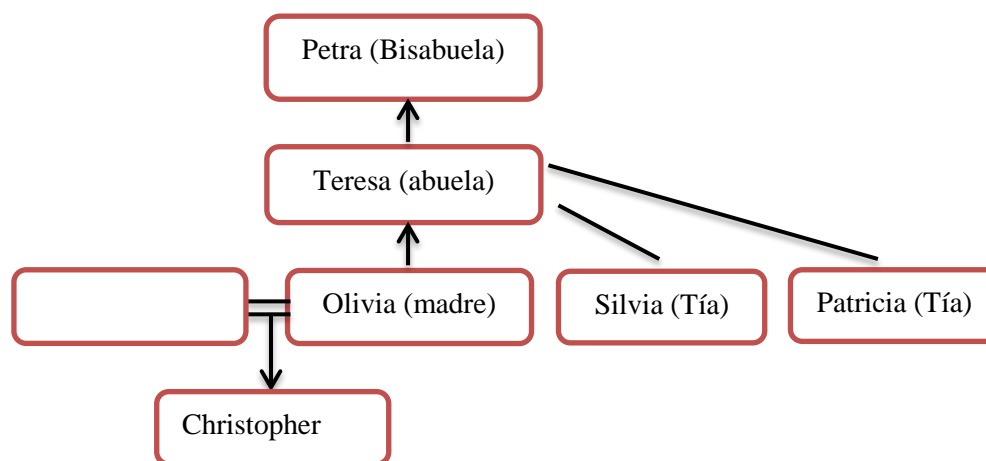 Petra (Bisabuela)
Teresa (abuela)
Olivia (madre)
Silvia (Tía)
Patricia (Tía)
Christopher